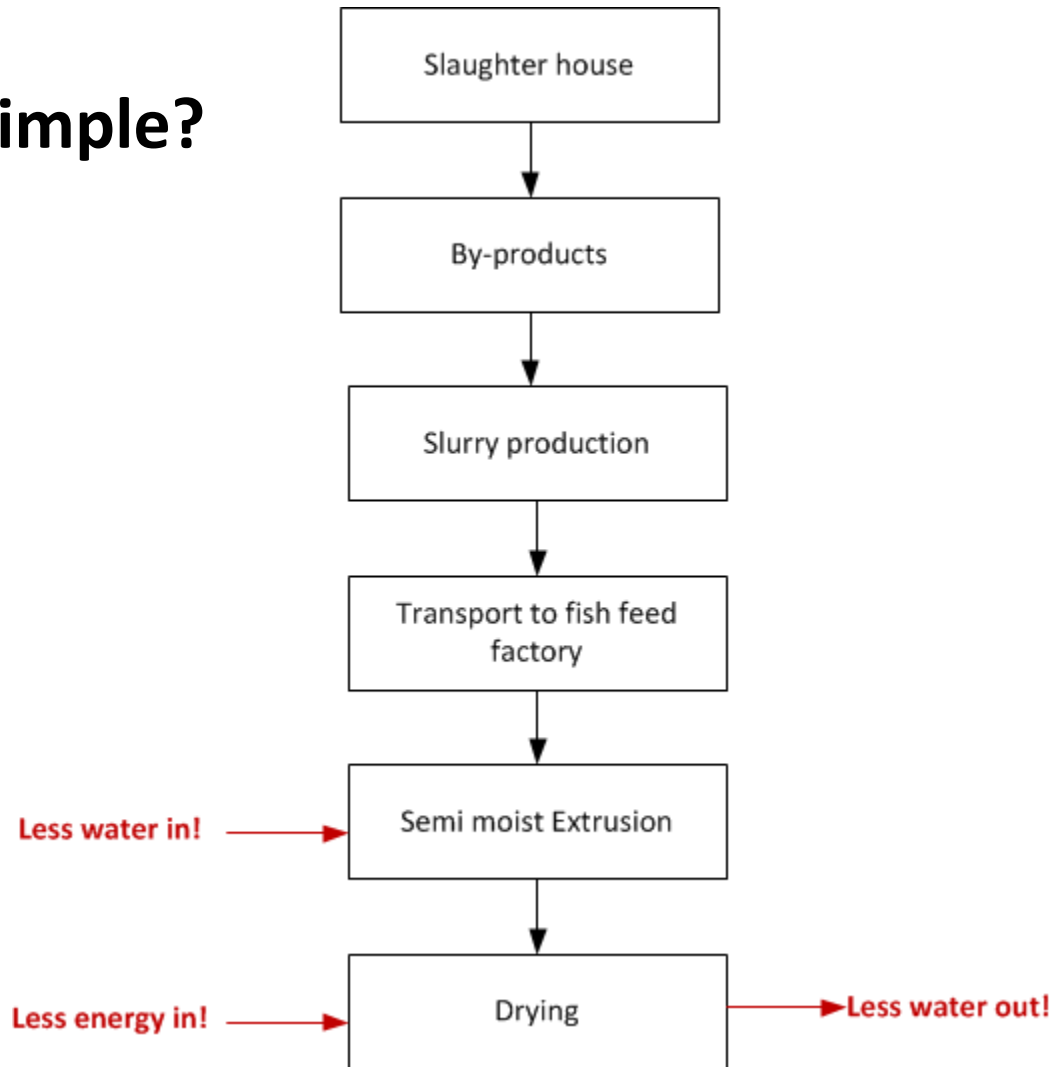 Slaughter house
imple?
By-products
Slurry production
Transport to fish feed
factory
Less water in!
Semi moist Extrusion
Less energy in!
Drying
Less water out!